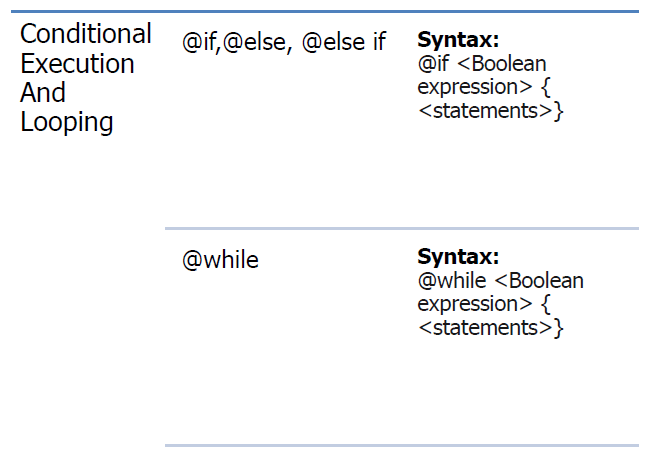 Conditional
Execution
And
Looping
@if,@else, @else if
Syntax:
@if <Boolean
expression> {
<statements>}
@while
Syntax:
@while <Boolean
expression> {
<statements>}